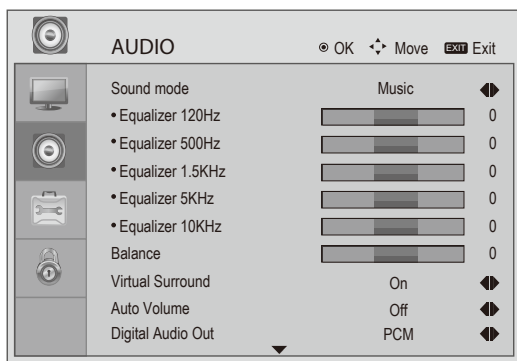 AUDIO OK Move EXIT Exit
Sound mode Music
• Equalizer 120Hz 0
• Equalizer 500Hz 0
• Equalizer 1.5KHz 0
• Equalizer 5KHz 0
• Equalizer 10KHz 0
Balance 0
Virtual Surround On
Auto Volume Off
Digital Audio Out PCM